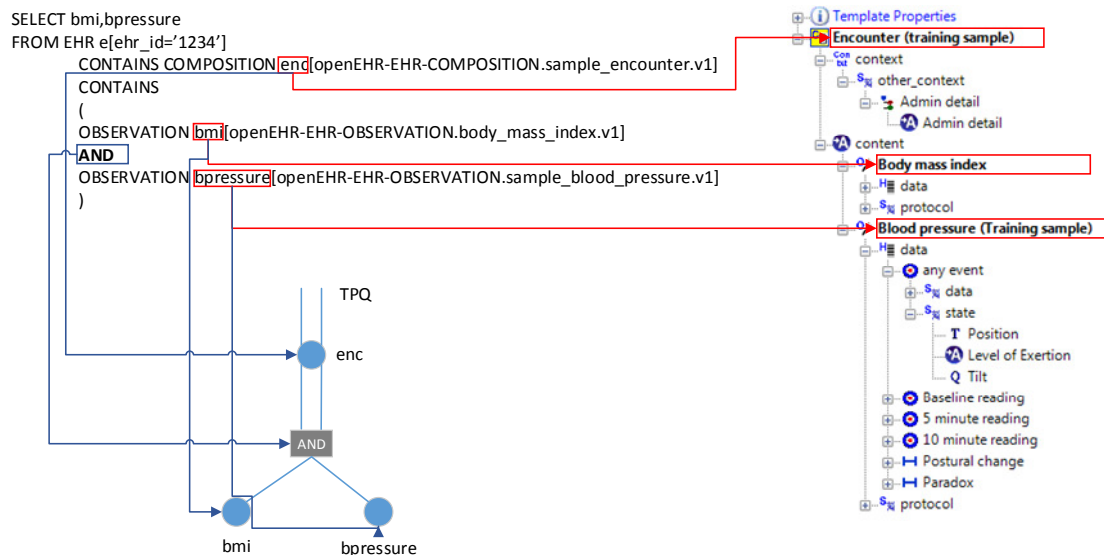 SELECT bmi,bpressure
FROM EHR e[ehr_id=’1234’]
CONTAINS COMPOSITION enc[openEHR-EHR-COMPOSITION.sample_encounter.v1]
CONTAINS
(
OBSERVATION bmi[openEHR-EHR-OBSERVATION.body_mass_index.v1]
AND
OBSERVATION bpressure[openEHR-EHR-OBSERVATION.sample_blood_pressure.v1]
)
TPQ
enc
AND
bmi
bpressure
Template Properties
Encounter (training sample)
context
other_context
Admin detail
Admin detail
content
Body mass index
data
protocol
Blood pressure (Training sample)
data
any event
data
state
T Position
Level of Exertion
Q Tilt
Baseline reading
5 minute reading
10 minute reading
Postural change
Paradox
protocol